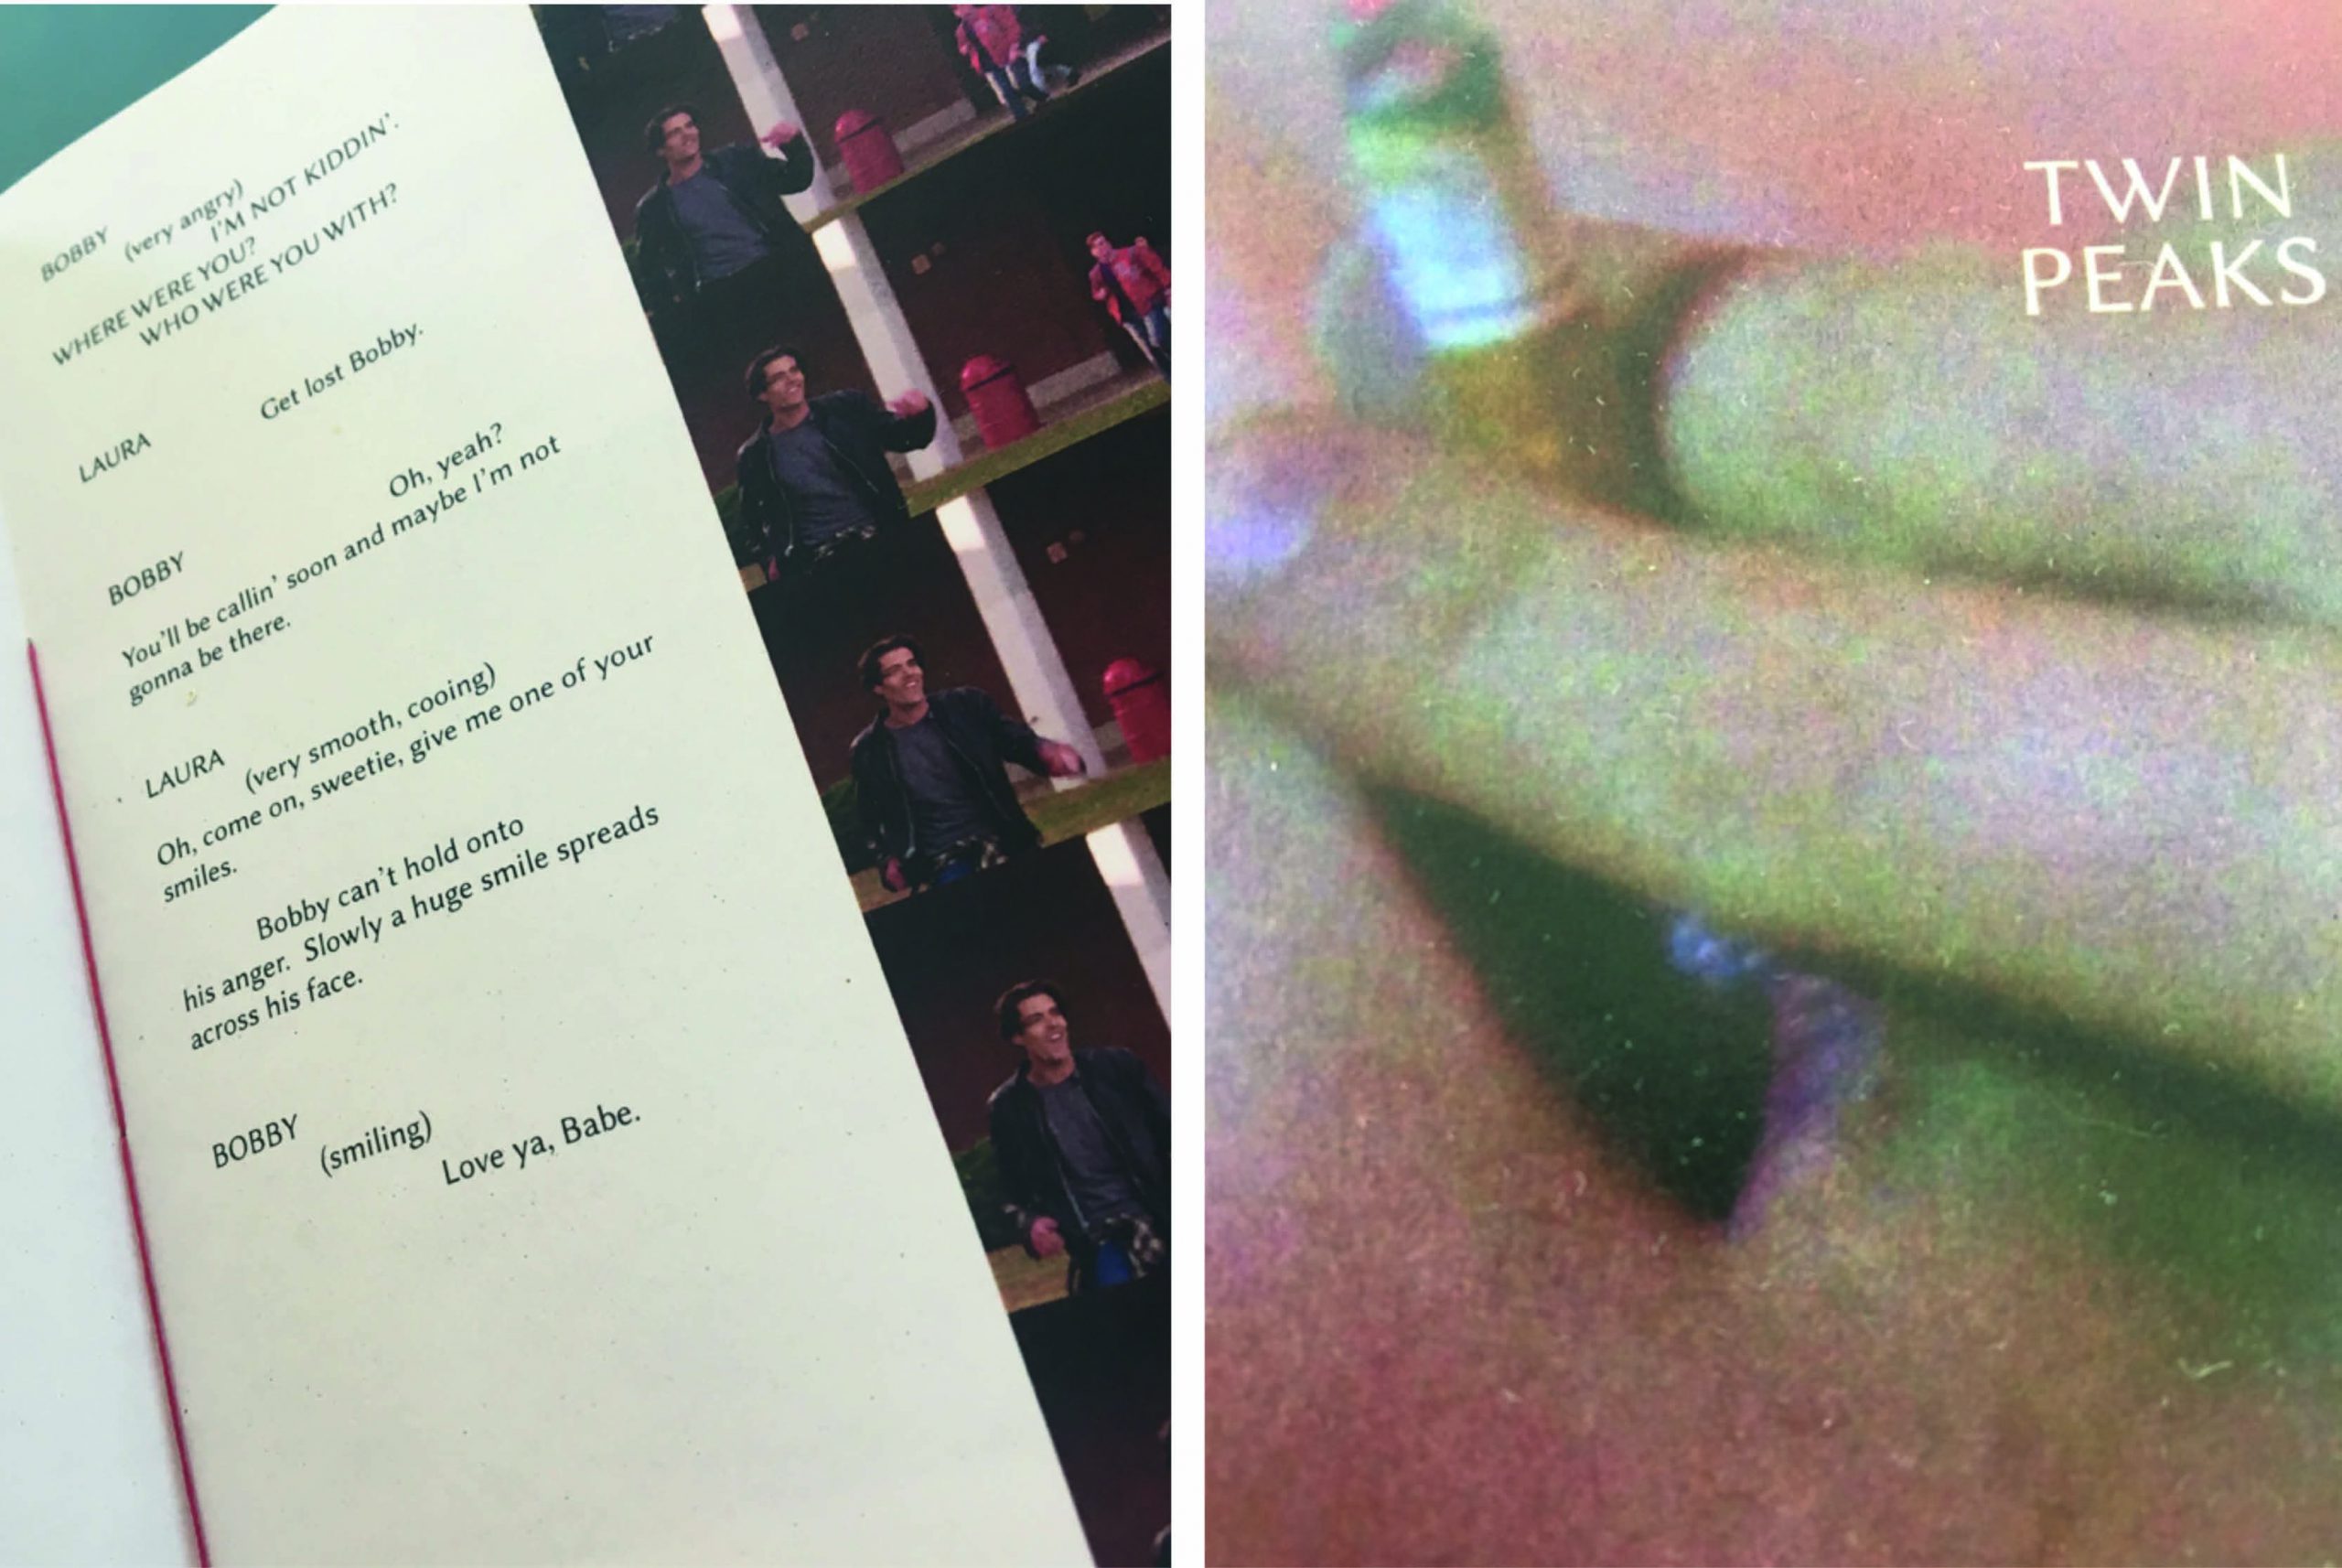 BOBBY
(very angry)
I'M NOT KIDDIN'.
WHERE WERE YOU?
WHO WERE YOU WITH?
LAURA
Get lost Bobby.
BOBBY
Oh, yeah?
You'll be callin' soon and maybe I'm not
gonna be there.
LAURA
(very smooth, cooing)
Oh, come on, sweetie, give me one of your
smiles.
Bobby can't hold onto
his anger. Slowly a huge smile spreads
across his face.
BOBBY
(smiling)
Love ya, Babe.
TWIN
PEAKS